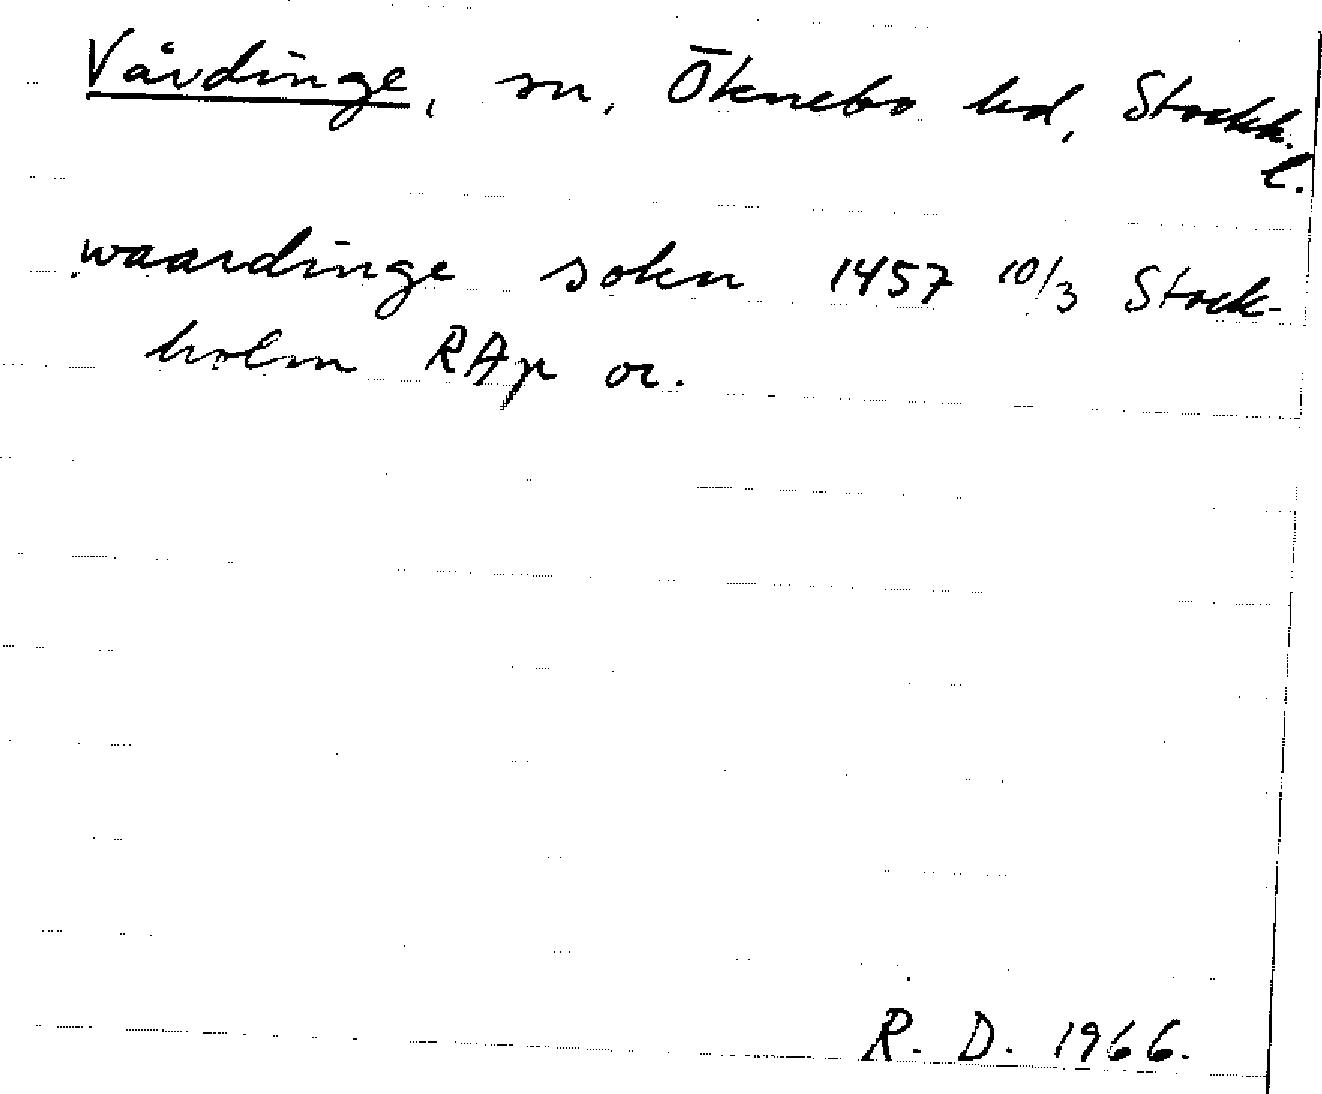 Vårdinge, sn, Öknebo hd, Stockh.
l.
waardinge sokn 1457 10/3 Stock-
holm RAp or.
R. D. 1966.